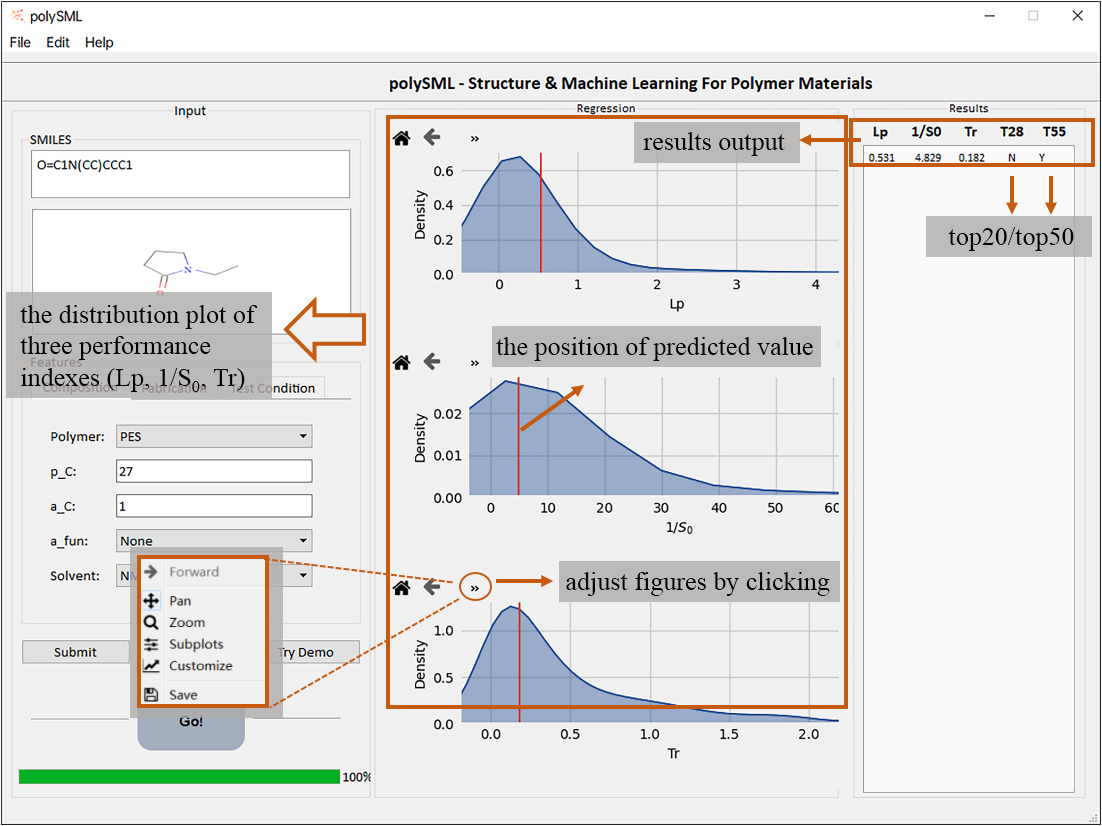 polySML
File Edit Help
polySML - Structure & Machine Learning For Polymer Materials
Input
SMILES
O=C1N(CC)CCC1
N
O
the distribution plot of
three performance
indexes (Lp, 1/S₀, Tr)
Features
Composition Fabrication Test Condition
Polymer: PES
p_C: 27
a_C: 1
a_fun: None
Solvent:
Forward
Pan
Zoom
Subplots
Customize
Save
Submit
Try Demo
Go!
100%
Regression
»
results output
Density
0.6
0.4
0.2
0.0
0 1 2 3 4
Lp
»
the position of predicted value
Density
0.02
0.01
0.00
0 10 20 30 40 50 60
1/S₀
»
adjust figures by clicking
Density
1.0
0.5
0.0
0.0 0.5 1.0 1.5 2.0
Tr
Results
Lp 1/S0 Tr T28 T55
0.531 4.829 0.182 N Y
top20/top50